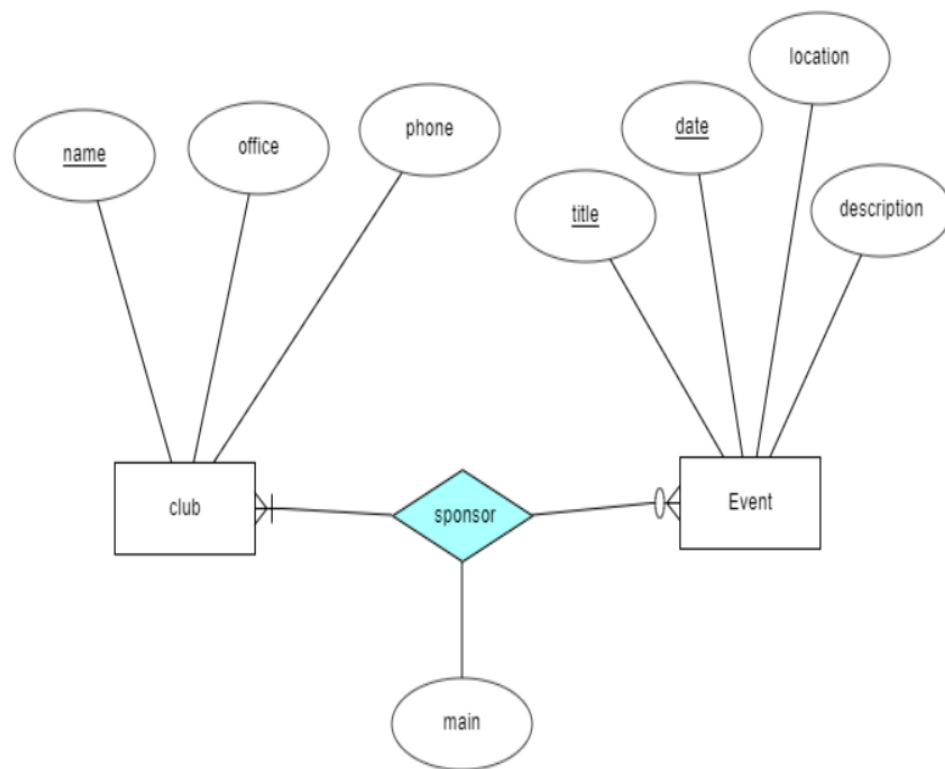 location
phone
date
office
name
description
title
club
sponsor
Event
main